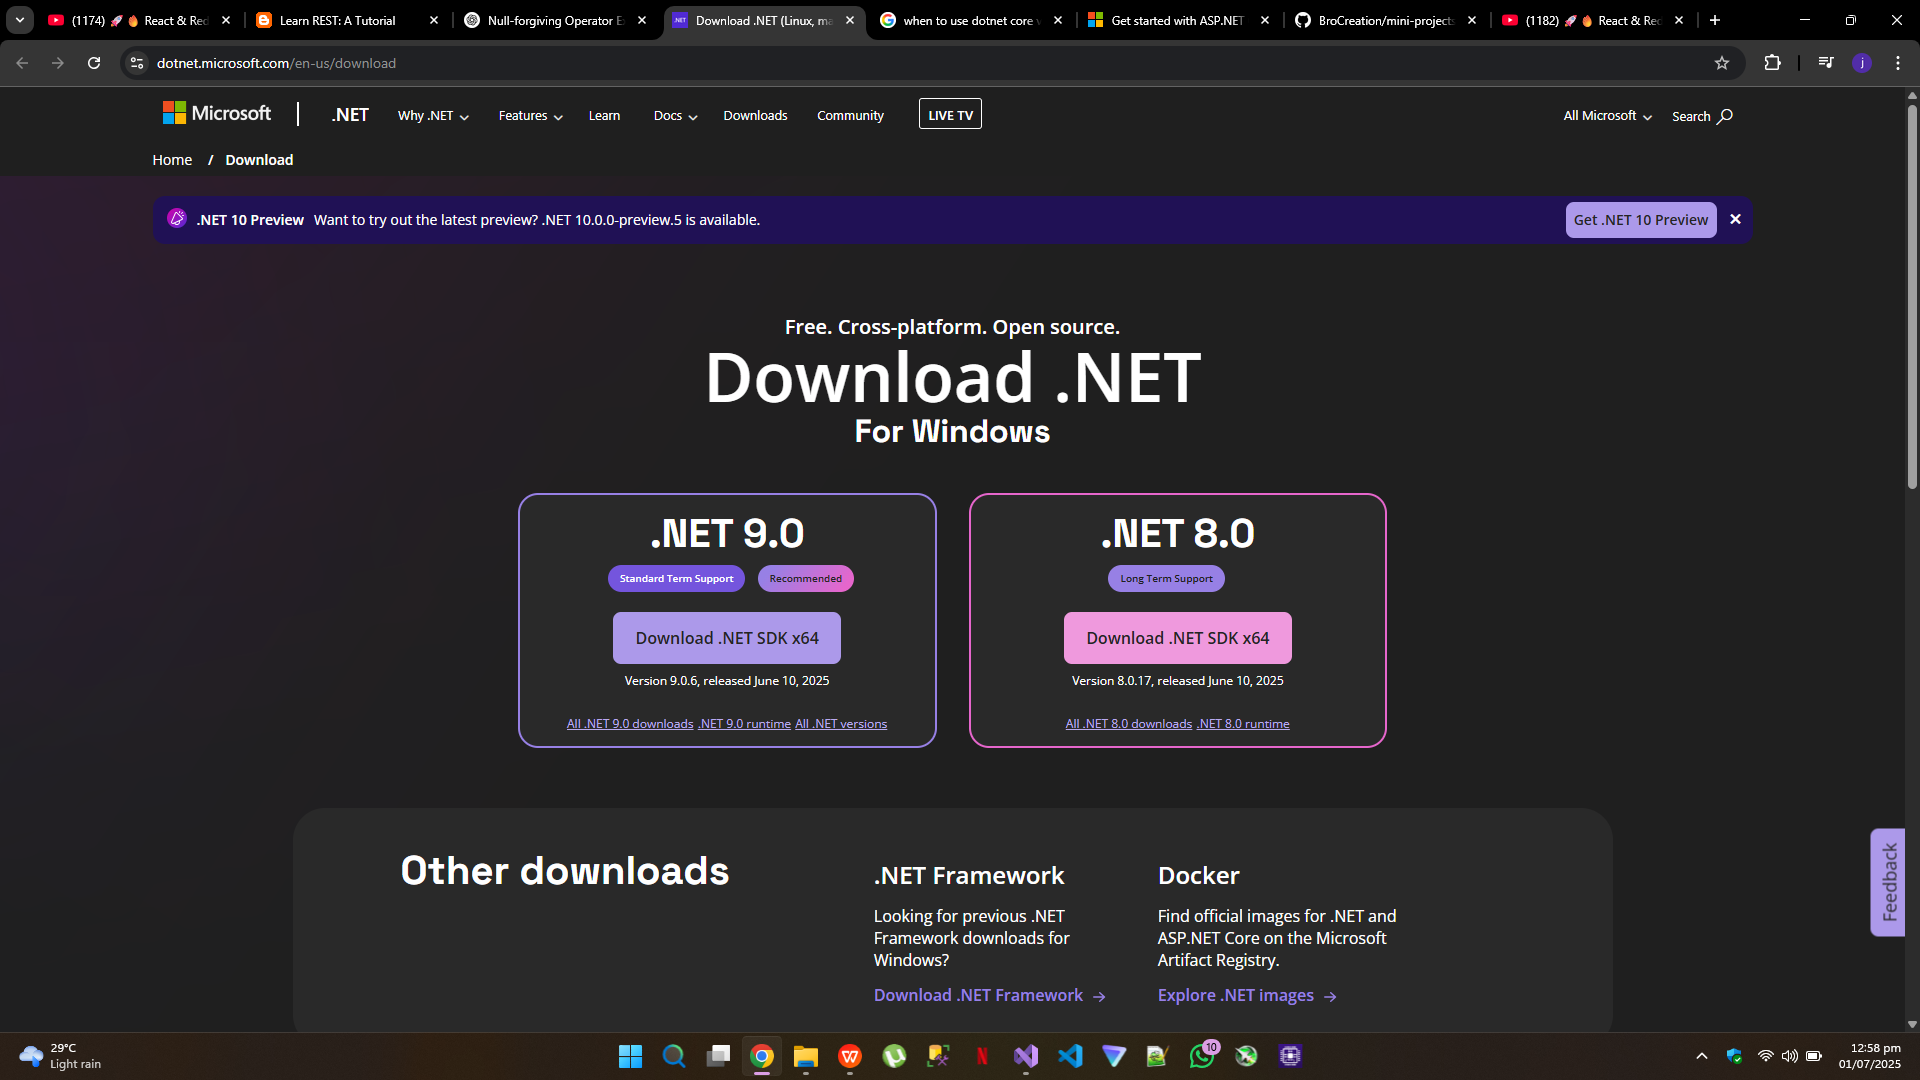 (1174) 🚀🔥 React & Red
Learn REST: A Tutorial
Null-forgiving Operator E
Download .NET (Linux, ma
when to use dotnet core v
Get started with ASP.NET
BroCreation/mini-projects
(1182) 🚀🔥 React & Red
dotnet.microsoft.com/en-us/download
Microsoft
.NET
Why .NET
Features
Learn
Docs
Downloads
Community
LIVE TV
All Microsoft
Search
Home / Download
.NET 10 Preview Want to try out the latest preview? .NET 10.0.0-preview.5 is available.
Get .NET 10 Preview
Free. Cross-platform. Open source.
Download .NET
For Windows
.NET 9.0
Standard Term Support
Recommended
Download .NET SDK x64
Version 9.0.6, released June 10, 2025
All .NET 9.0 downloads .NET 9.0 runtime All .NET versions
.NET 8.0
Long Term Support
Download .NET SDK x64
Version 8.0.17, released June 10, 2025
All .NET 8.0 downloads .NET 8.0 runtime
Other downloads
.NET Framework
Looking for previous .NET
Framework downloads for
Windows?
Download .NET Framework →
Docker
Find official images for .NET and
ASP.NET Core on the Microsoft
Artifact Registry.
Explore .NET images →
Feedback
29°C
Light rain
10
12:58 pm
01/07/2025